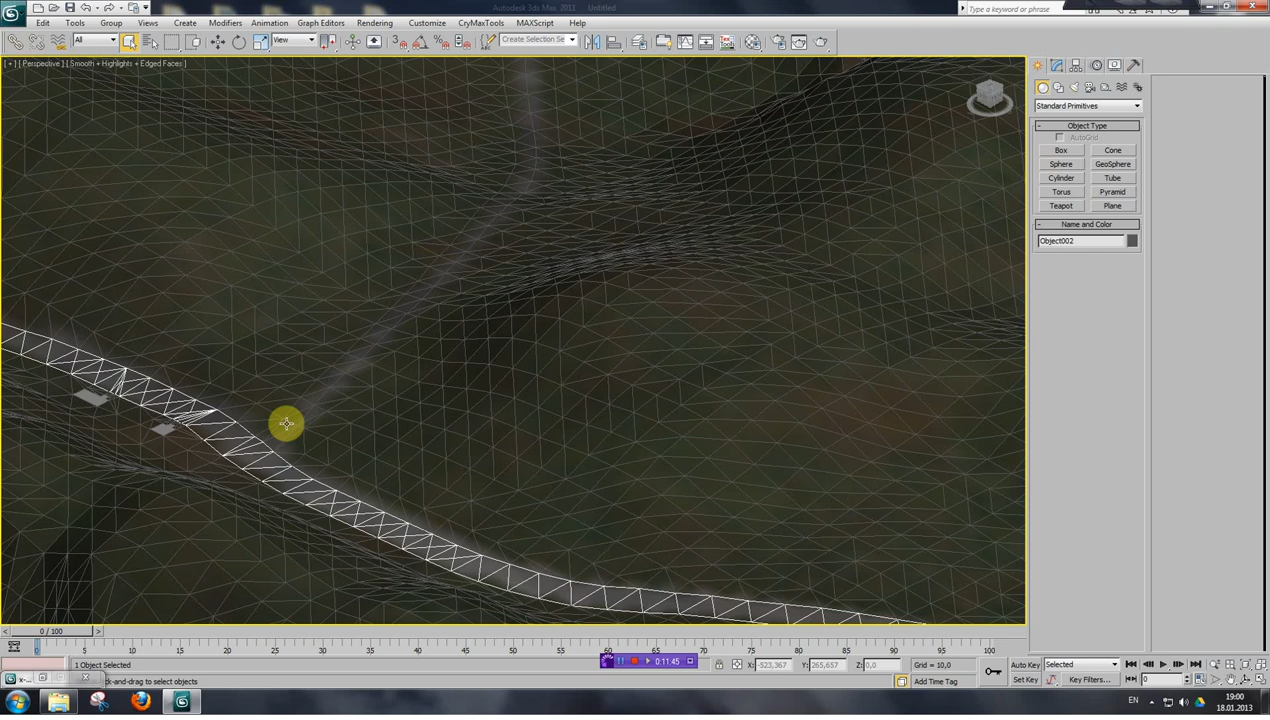 Autodesk 3ds Max 2011 Untitled
Type a keyword or phrase
Edit Tools Group Views Create Modifiers Animation Graph Editors Rendering Customize CryMaxTools MAXScript Help
All View 3 Create Selection Se
[ + ] [ Perspective ] [ Smooth + Highlights + Edged Faces ]
Standard Primitives
- Object Type
AutoGrid
Box Cone
Sphere GeoSphere
Cylinder Tube
Torus Pyramid
Teapot Plane
- Name and Color
Object002
< 0 / 100 >
0 5 10 15 20 25 30 35 40 45 50 55 60 65 70 75 80 85 90 95 100
1 Object Selected 0:11:45 X: -523,367 Y: 265,657 Z: 0,0 Grid = 10,0 Auto Key Selected
ck-and-drag to select objects Add Time Tag Set Key Key Filters... 0
EN 19:00
18.01.2013